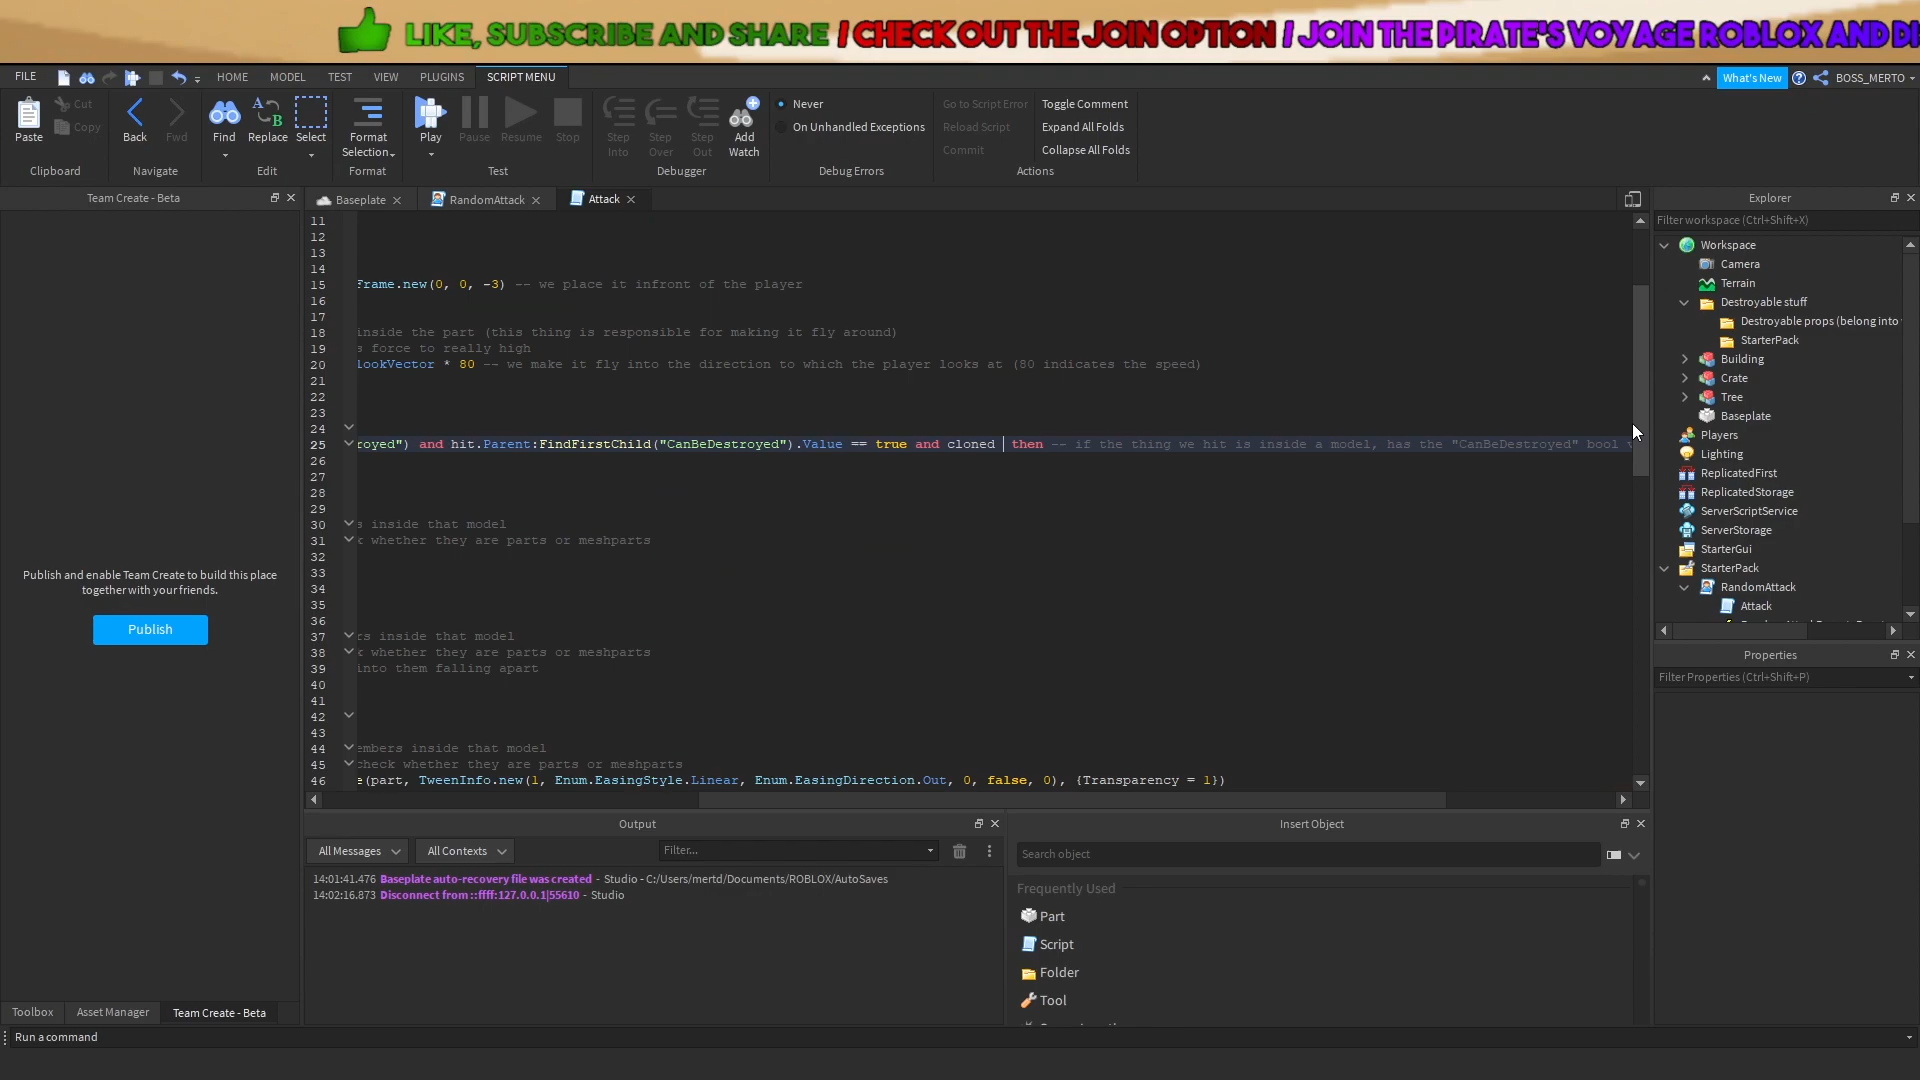 LIKE, SUBSCRIBE AND SHARE / CHECK OUT THE JOIN OPTION / JOIN THE PIRATE'S VOYAGE ROBLOX AND DI
FILE HOME MODEL TEST VIEW PLUGINS SCRIPT MENU What's New BOSS_MERTO
Paste Cut Copy Back Fwd Find Replace Select Format Selection Play Pause Resume Stop Step Into Step Over Step Out Add Watch
Never
On Unhandled Exceptions
Go to Script Error
Reload Script
Commit
Toggle Comment
Expand All Folds
Collapse All Folds
Clipboard Navigate Edit Format Test Debugger Debug Errors Actions
Team Create - Beta
Publish and enable Team Create to build this place
together with your friends.
Publish
Toolbox Asset Manager Team Create - Beta
Baseplate RandomAttack Attack
11
12
13
14
15 Frame.new(0, 0, -3) -- we place it infront of the player
16
17
18 inside the part (this thing is responsible for making it fly around)
19 s force to really high
20 lookVector * 80 -- we make it fly into the direction to which the player looks at (80 indicates the speed)
21
22
23
24
25 royed") and hit.Parent:FindFirstChild("CanBeDestroyed").Value == true and cloned then -- if the thing we hit is inside a model, has the "CanBeDestroyed" bool v
26
27
28
29
30 s inside that model
31 k whether they are parts or meshparts
32
33
34
35
36
37 rs inside that model
38 k whether they are parts or meshparts
39 into them falling apart
40
41
42
43
44 embers inside that model
45 check whether they are parts or meshparts
46 e(part, TweenInfo.new(1, Enum.EasingStyle.Linear, Enum.EasingDirection.Out, 0, false, 0), {Transparency = 1})
Output
All Messages All Contexts Filter...
14:01:41.476 Baseplate auto-recovery file was created - Studio - C:/Users/mertd/Documents/ROBLOX/AutoSaves
14:02:16.873 Disconnect from ::ffff:127.0.0.1|55610 - Studio
Insert Object
Search object
Frequently Used
Part
Script
Folder
Tool
Explorer
Filter workspace (Ctrl+Shift+X)
Workspace
Camera
Terrain
Destroyable stuff
Destroyable props (belong into
StarterPack
Building
Crate
Tree
Baseplate
Players
Lighting
ReplicatedFirst
ReplicatedStorage
ServerScriptService
ServerStorage
StarterGui
StarterPack
RandomAttack
Attack
Properties
Filter Properties (Ctrl+Shift+P)
Run a command